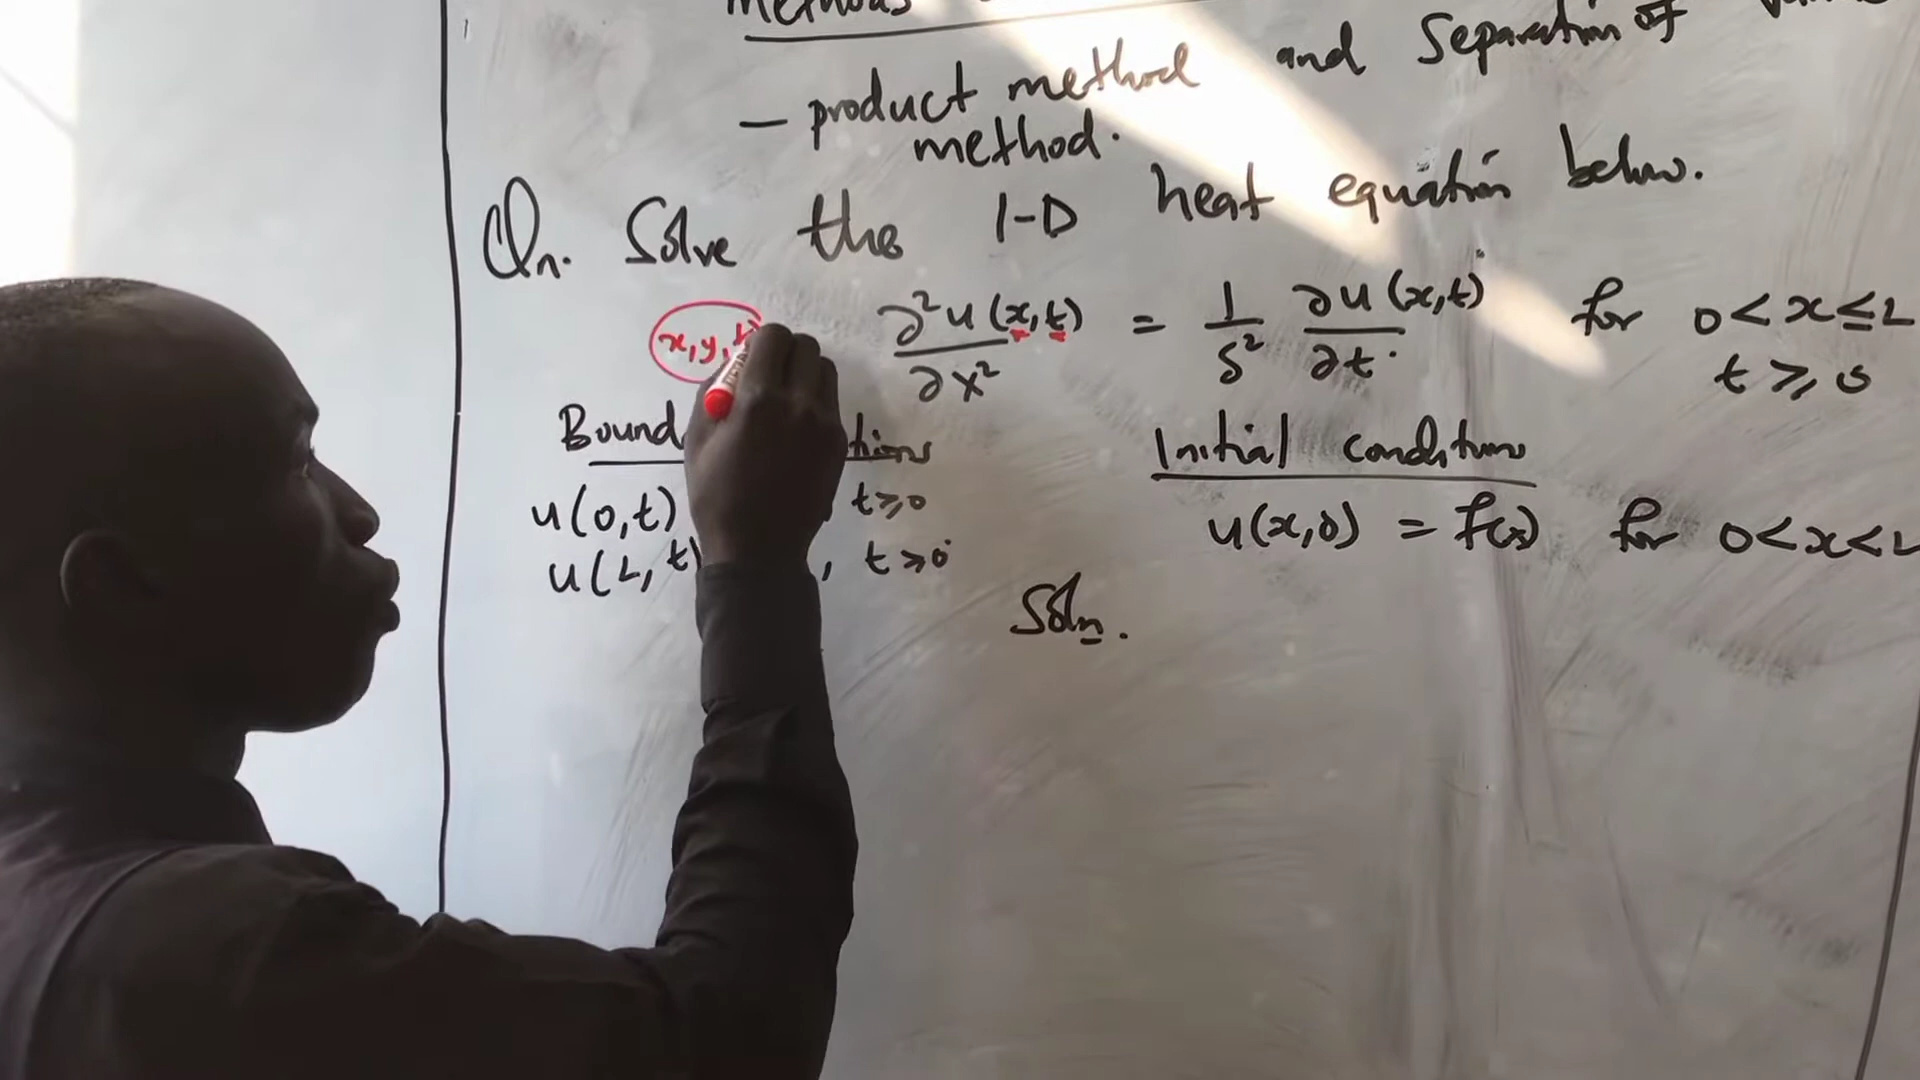 methods
- product method and Separation of
method.
Qn. Solve the 1-D heat equation below.
x,y,t ∂²u(x,t)/∂x² = 1/δ² ∂u(x,t)/∂t. for 0<x≤L
t≥0
Initial conditions
u(0,t) t≥0 u(x,0) = f(x) for 0<x<L
u(L,t) , t≥0
Soln.